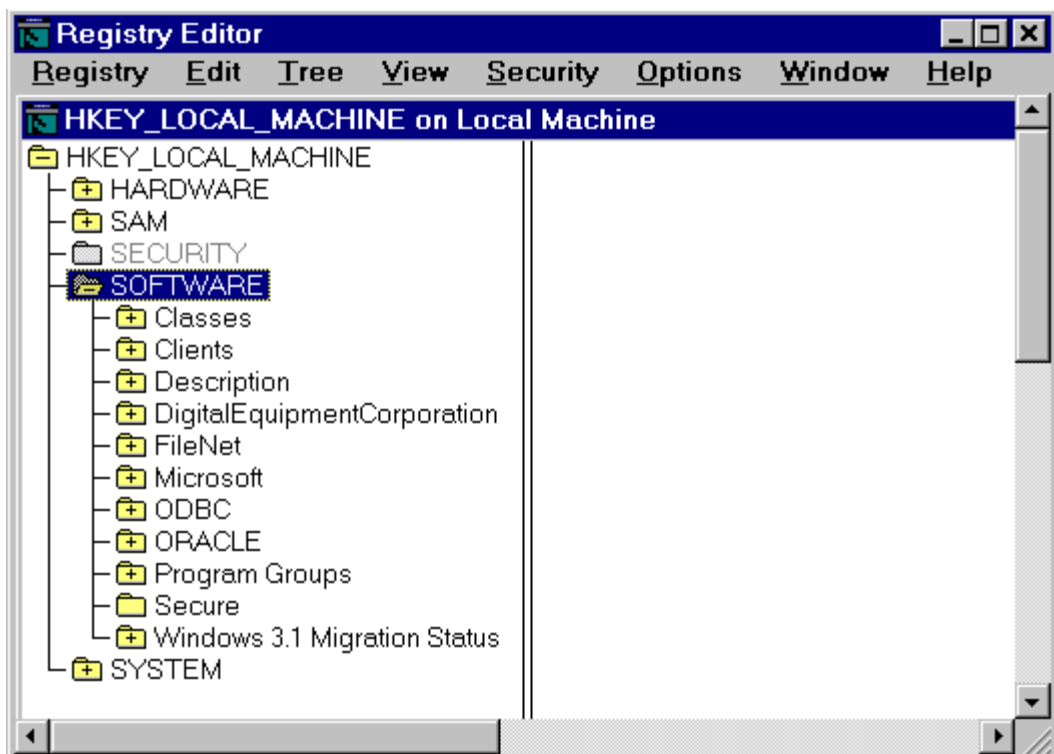 Registry Editor
Registry Edit Tree View Security Options Window Help
HKEY_LOCAL_MACHINE on Local Machine
HKEY_LOCAL_MACHINE
HARDWARE
SAM
SECURITY
SOFTWARE
Classes
Clients
Description
DigitalEquipmentCorporation
FileNet
Microsoft
ODBC
ORACLE
Program Groups
Secure
Windows 3.1 Migration Status
SYSTEM